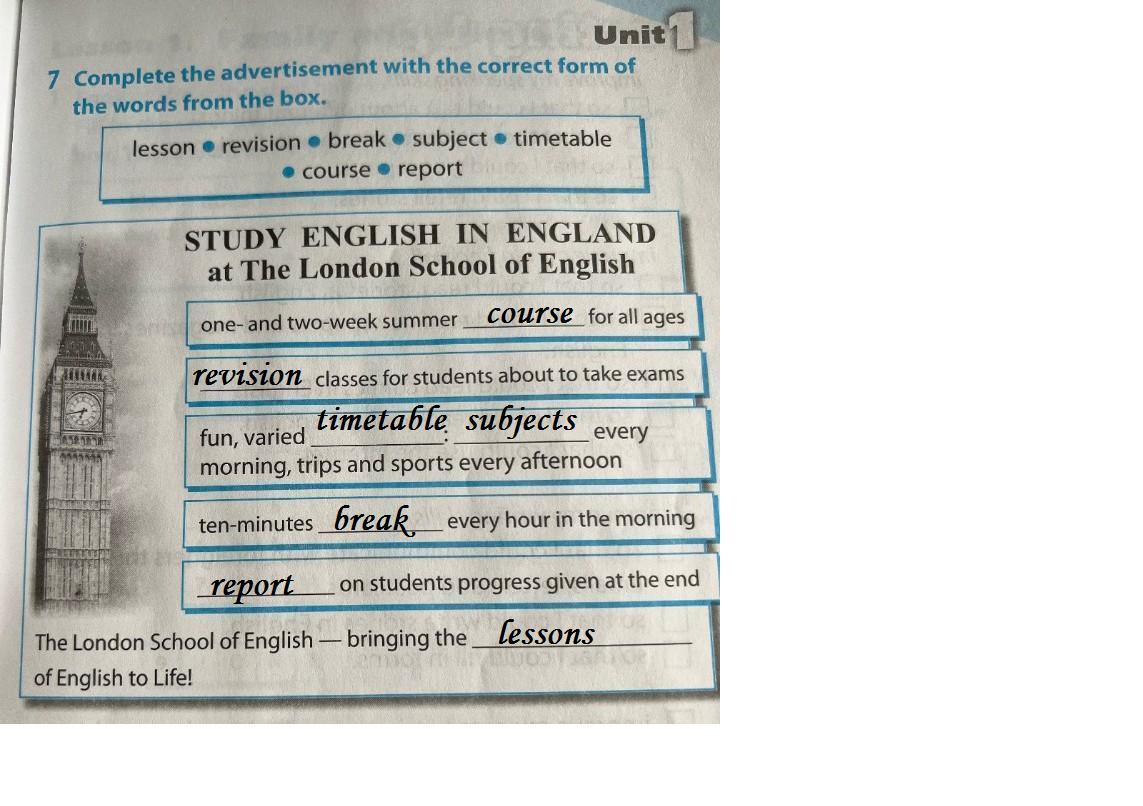 Unit 1
7 Complete the advertisement with the correct form of
the words from the box.
lesson • revision • break • subject • timetable
• course • report
STUDY ENGLISH IN ENGLAND
at The London School of English
one- and two-week summer course for all ages
revision classes for students about to take exams
fun, varied timetable: subjects every
morning, trips and sports every afternoon
ten-minutes break every hour in the morning
report on students progress given at the end
The London School of English — bringing the lessons
of English to Life!